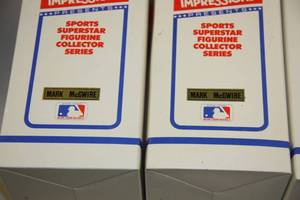 IMPRESSIONS
PRESENTS
SPORTS
SUPERSTAR
FIGURINE
COLLECTOR
SERIES
MARK McGWIRE
IMPRESSIONS
PRESENTS
SPORTS
SUPERSTAR
FIGURINE
COLLECTOR
SERIES
MARK McGWIRE